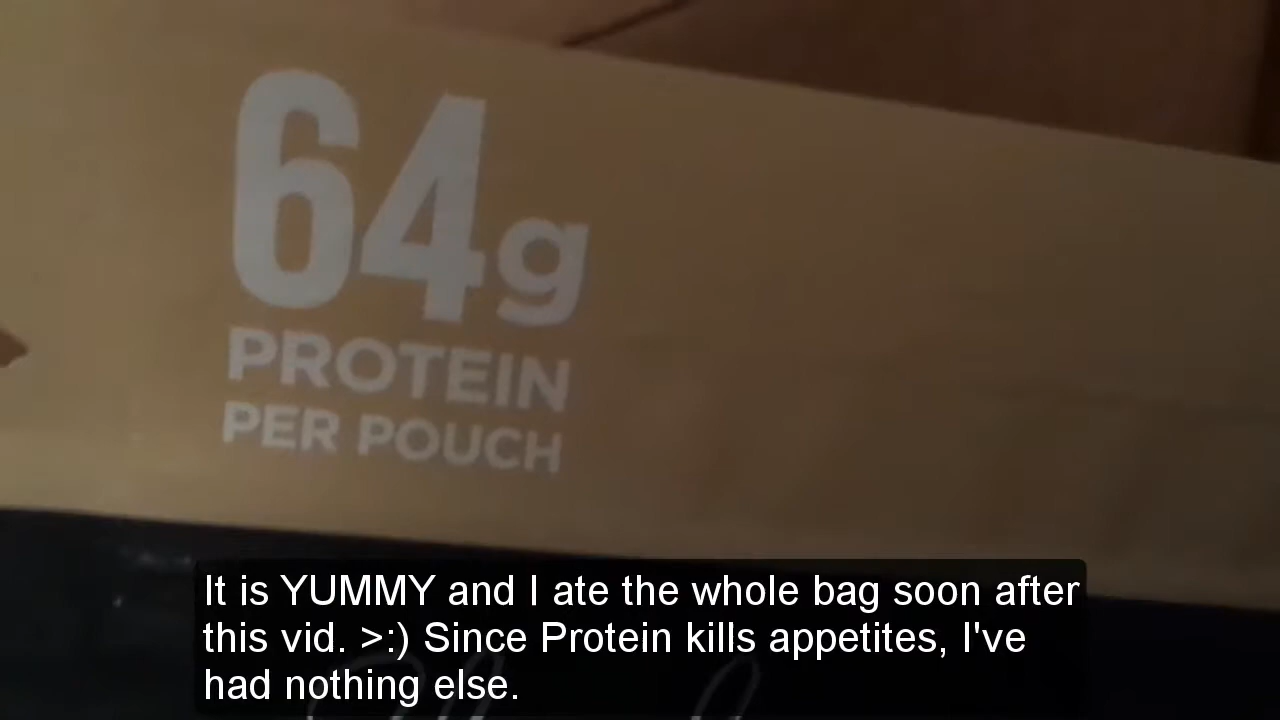 64g
PROTEIN
PER POUCH
It is YUMMY and I ate the whole bag soon after
this vid. >:) Since Protein kills appetites, I've
had nothing else.